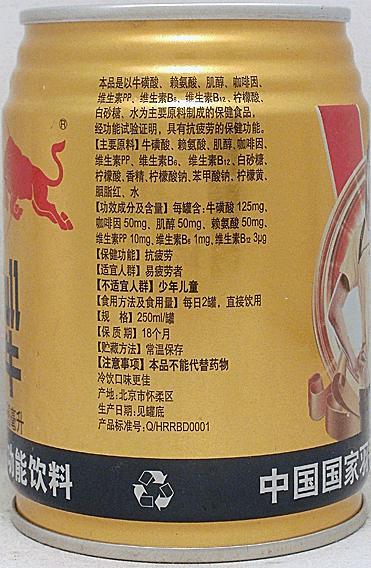 本品是以牛磺酸、赖氨酸、肌醇、咖啡因、
维生素PP、维生素B₆、维生素B₁₂、柠檬酸、
白砂糖、水为主要原料制成的保健食品,
经功能试验证明,具有抗疲劳的保健功能。
【主要原料】牛磺酸、赖氨酸、肌醇、咖啡因、
维生素PP、维生素B₆、维生素B₁₂、白砂糖、
柠檬酸、香精、柠檬酸钠、苯甲酸钠、柠檬黄、
胭脂红、水
【功效成分及含量】每罐含:牛磺酸 125mg、
咖啡因 50mg、肌醇 50mg、赖氨酸 50mg、
维生素PP 10mg、维生素B₆ 1mg、维生素B₁₂ 3μg
【保健功能】抗疲劳
【适宜人群】易疲劳者
【不适宜人群】少年儿童
【食用方法及食用量】每日2罐,直接饮用
【规 格】250ml/罐
【保 质 期】18个月
【贮藏方法】常温保存
【注意事项】本品不能代替药物
冷饮口味更佳
产地:北京市怀柔区
生产日期:见罐底
产品标准号:Q/HRRBD0001
®
牛
毫升
功能饮料
中国国家羽